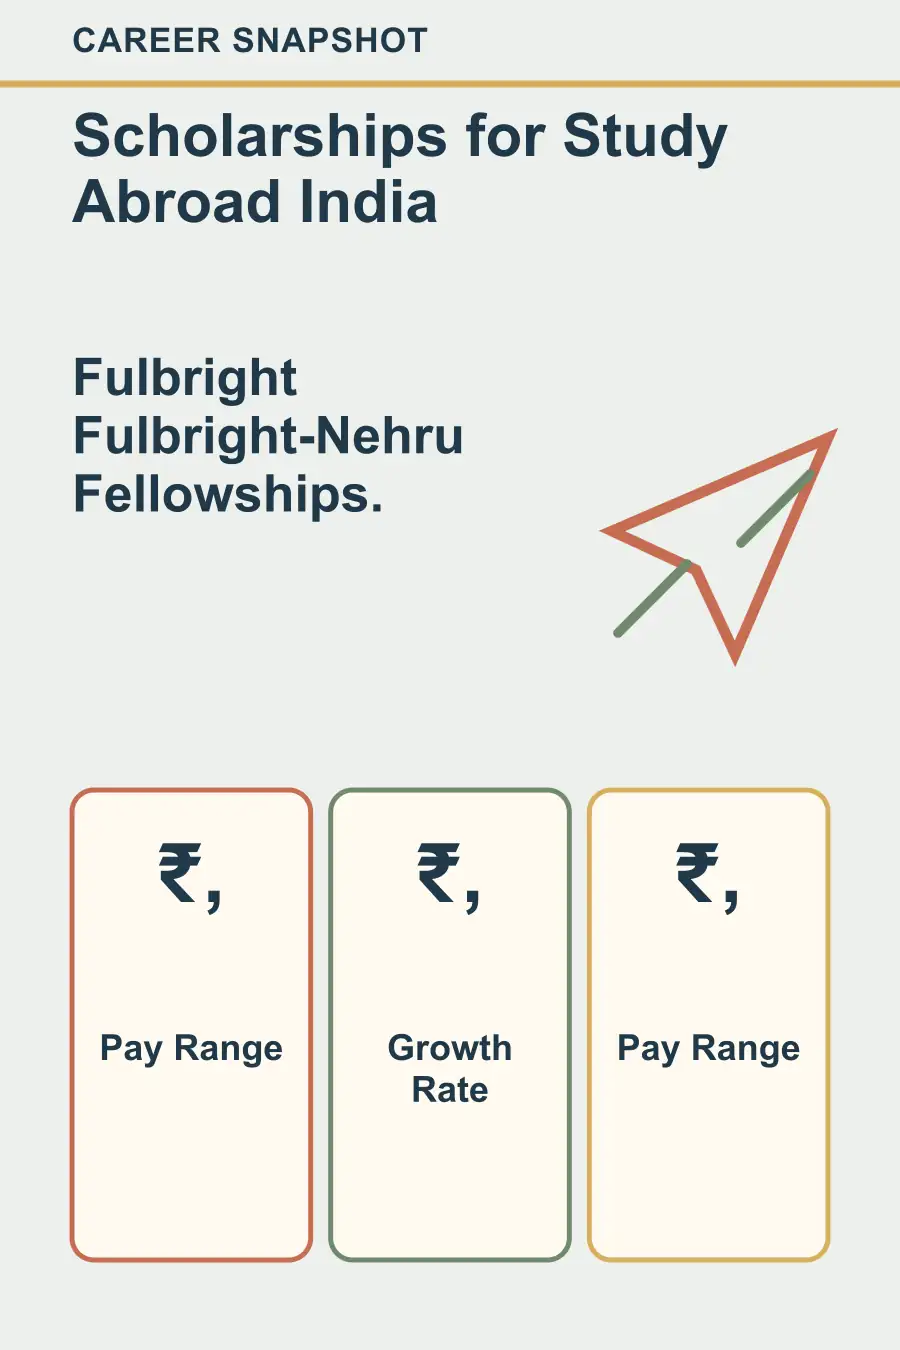 CAREER SNAPSHOT
Scholarships for Study
Abroad India
Fulbright
Fulbright-Nehru
Fellowships.
₹,
₹,
₹,
Pay Range
Growth
Rate
Pay Range